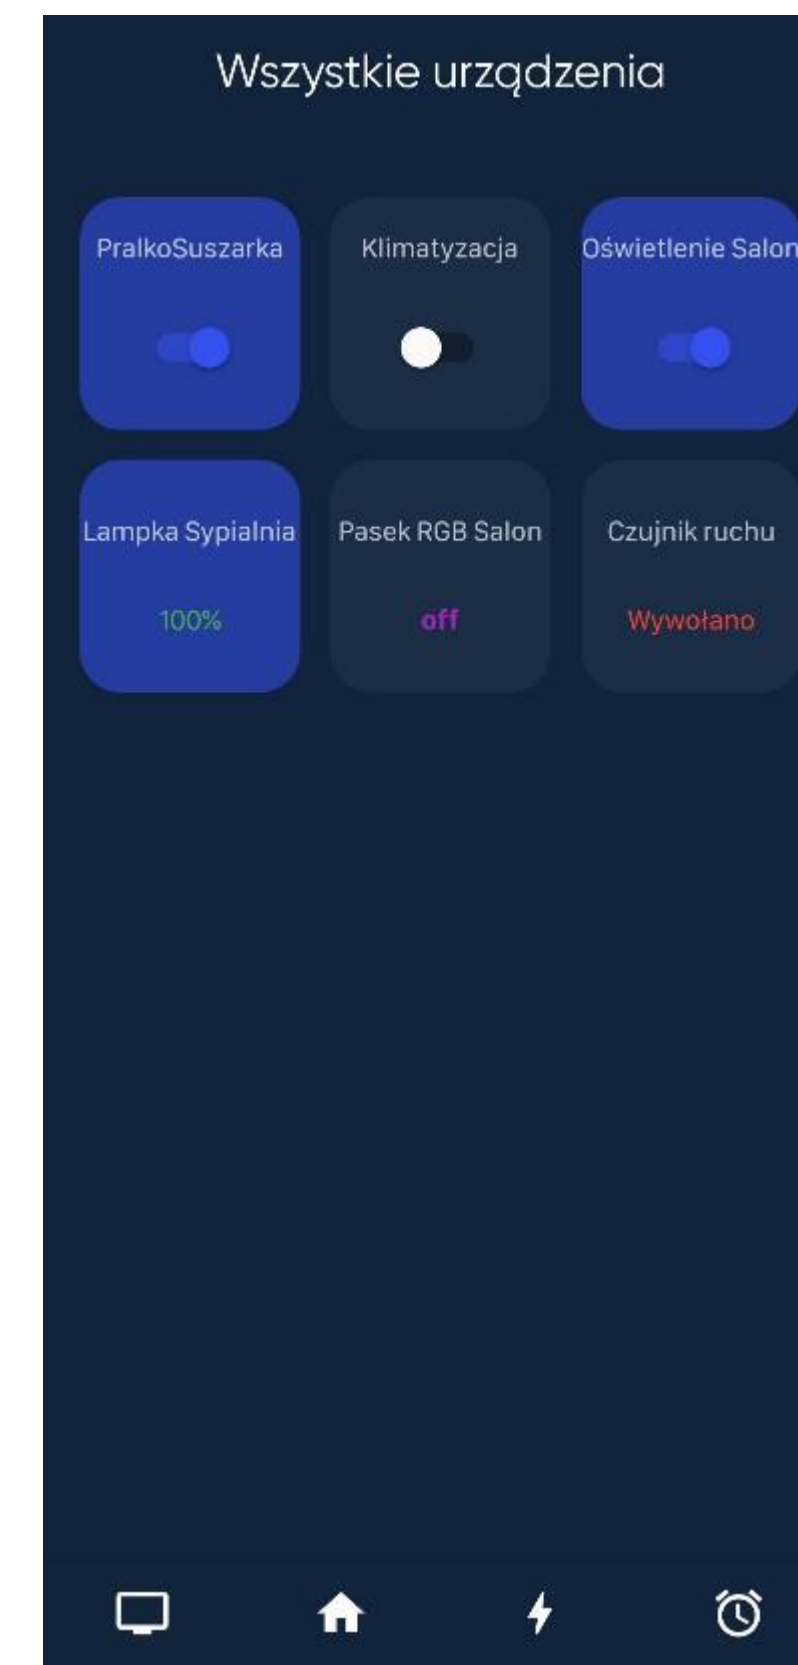 Wszystkie urządzenia
PralkoSuszarka
Klimatyzacja
Oświetlenie Salon
Lampka Sypialnia
Pasek RGB Salon
Czujnik ruchu
100%
off
Wywołano